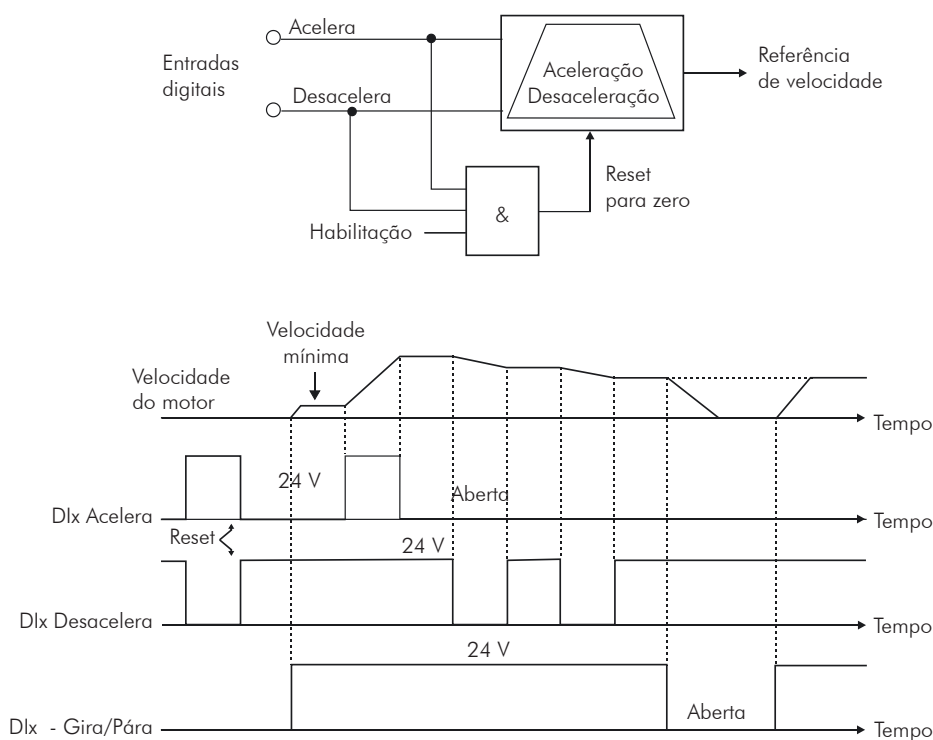 Entradas
digitais
Acelera
Desacelera
Aceleração
Desaceleração
Referência
de velocidade
Reset
para zero
&
Habilitação
Velocidade
mínima
Velocidade
do motor
Tempo
24 V
Aberta
DIx Acelera
Tempo
Reset
24 V
DIx Desacelera
Tempo
24 V
Aberta
DIx - Gira/Pára
Tempo